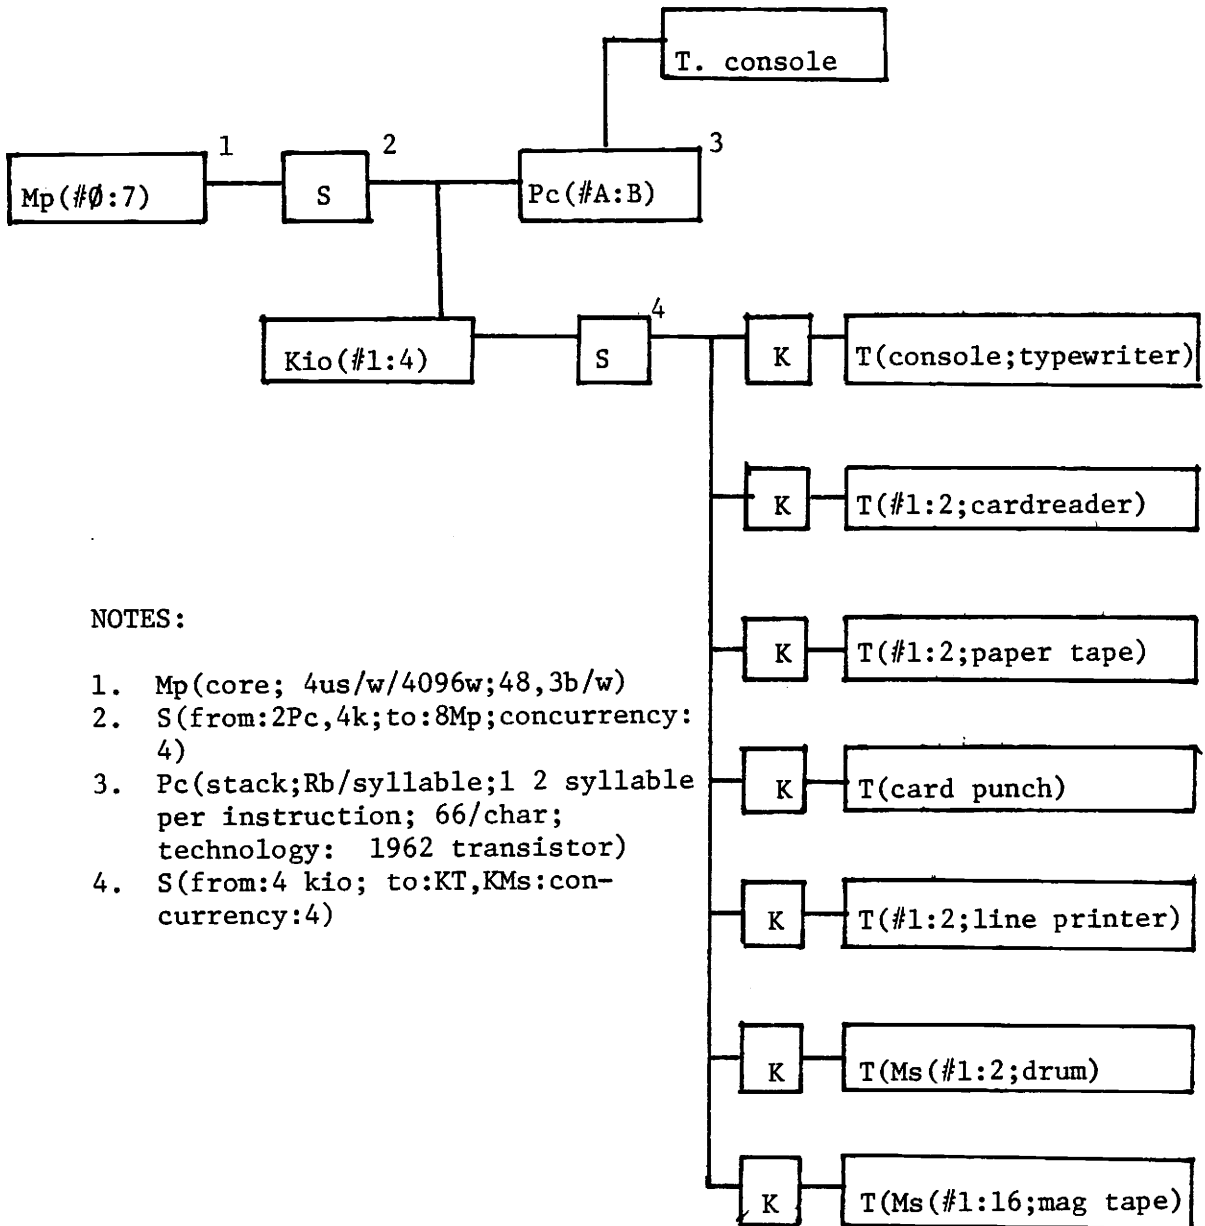 T. console
1
2
3
Mp(#Ø:7)
S
Pc(#A:B)
4
Kio(#1:4)
S
K
T(console;typewriter)
K
T(#1:2;cardreader)
K
T(#1:2;paper tape)
K
T(card punch)
K
T(#1:2;line printer)
K
T(Ms(#1:2;drum)
K
T(Ms(#1:16;mag tape)
NOTES:
1. Mp(core; 4us/w/4096w;48,3b/w)
2. S(from:2Pc,4k;to:8Mp;concurrency:
4)
3. Pc(stack;Rb/syllable;1 2 syllable
per instruction; 66/char;
technology: 1962 transistor)
4. S(from:4 kio; to:KT,KMs:con-
currency:4)